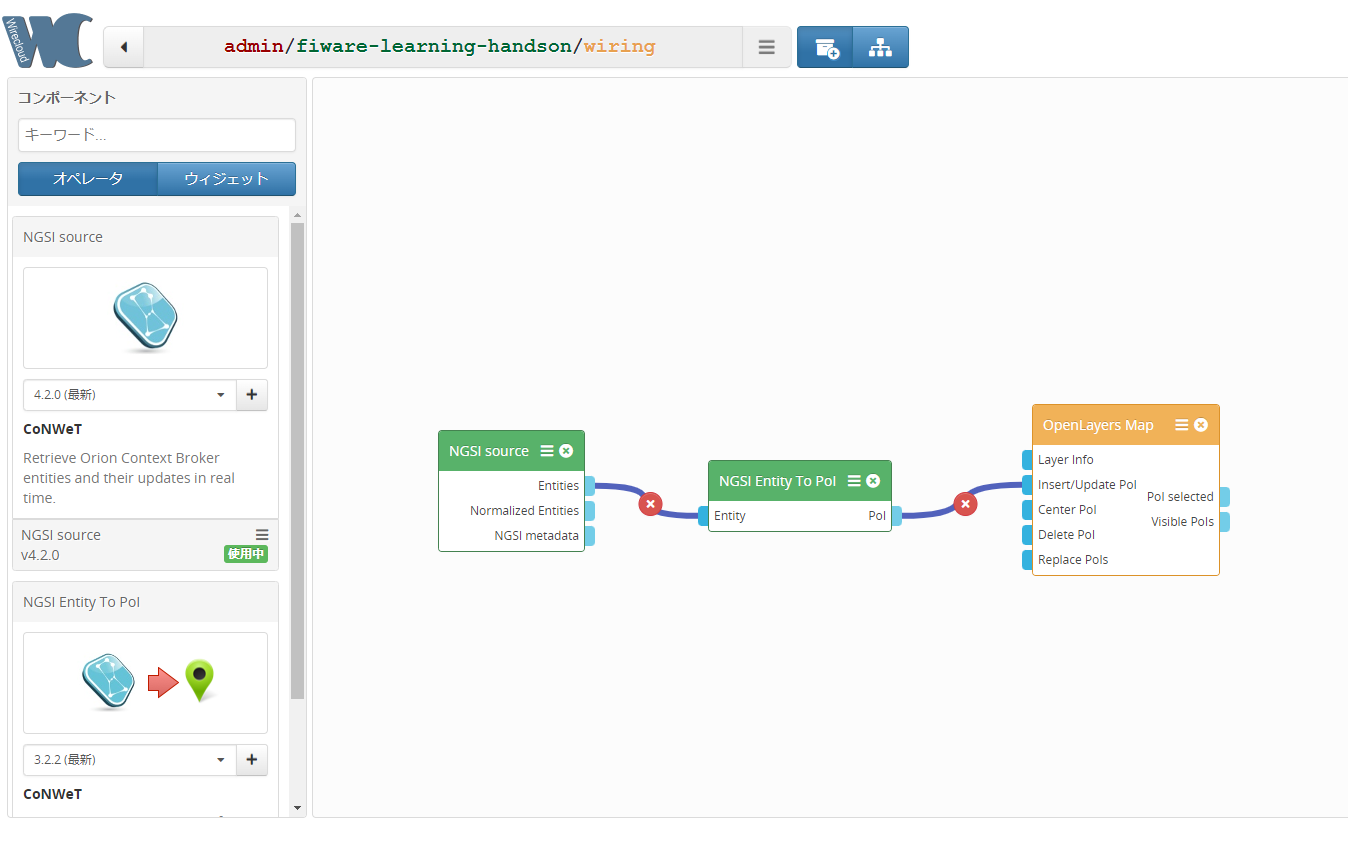 Wirecloud
WC
admin/fiware-learning-handson/wiring
コンポーネント
キーワード...
オペレータ
ウィジェット
NGSI source
4.2.0 (最新)
CoNWeT
Retrieve Orion Context Broker
entities and their updates in real
time.
NGSI source
v4.2.0
使用中
NGSI Entity To PoI
3.2.2 (最新)
CoNWeT
NGSI source
Entities
Normalized Entities
NGSI metadata
NGSI Entity To PoI
Entity
PoI
OpenLayers Map
Layer Info
Insert/Update PoI
Center PoI
Delete PoI
Replace PoIs
PoI selected
Visible PoIs